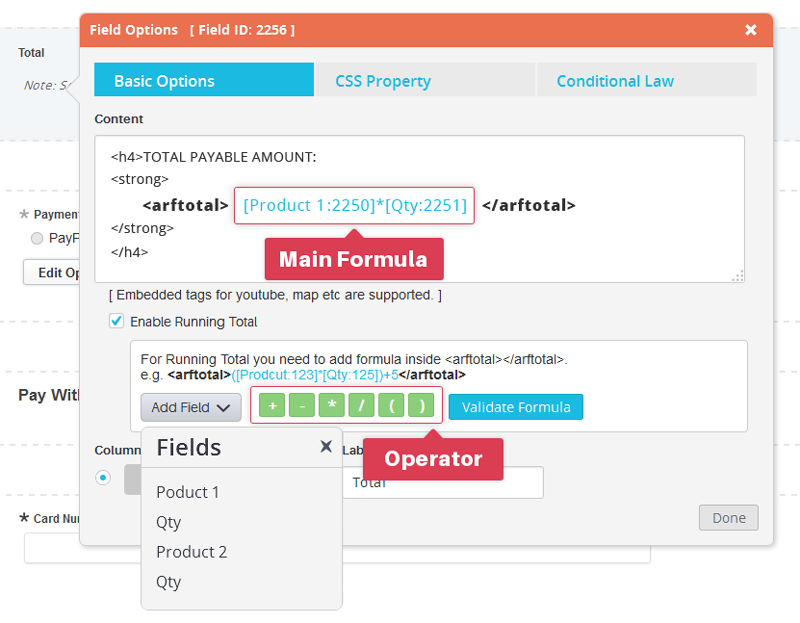 Field Options [ Field ID: 2256 ]
Total
Note:
Basic Options
CSS Property
Conditional Law
Content
<h4>TOTAL PAYABLE AMOUNT:
<strong>
<arftotal> [Product 1:2250]*[Qty:2251] </arftotal>
</strong>
</h4>
Main Formula
* Payment
PayP
Edit Op
[ Embedded tags for youtube, map etc are supported. ]
Enable Running Total
For Running Total you need to add formula inside <arftotal></arftotal>.
e.g. <arftotal>([Prodcut:123]*[Qty:125])+5</arftotal>
Pay With
Add Field
+ - * / ( )
Validate Formula
Operator
Column
Lab
Total
Fields
Poduct 1
Qty
Product 2
Qty
* Card Nu
Done